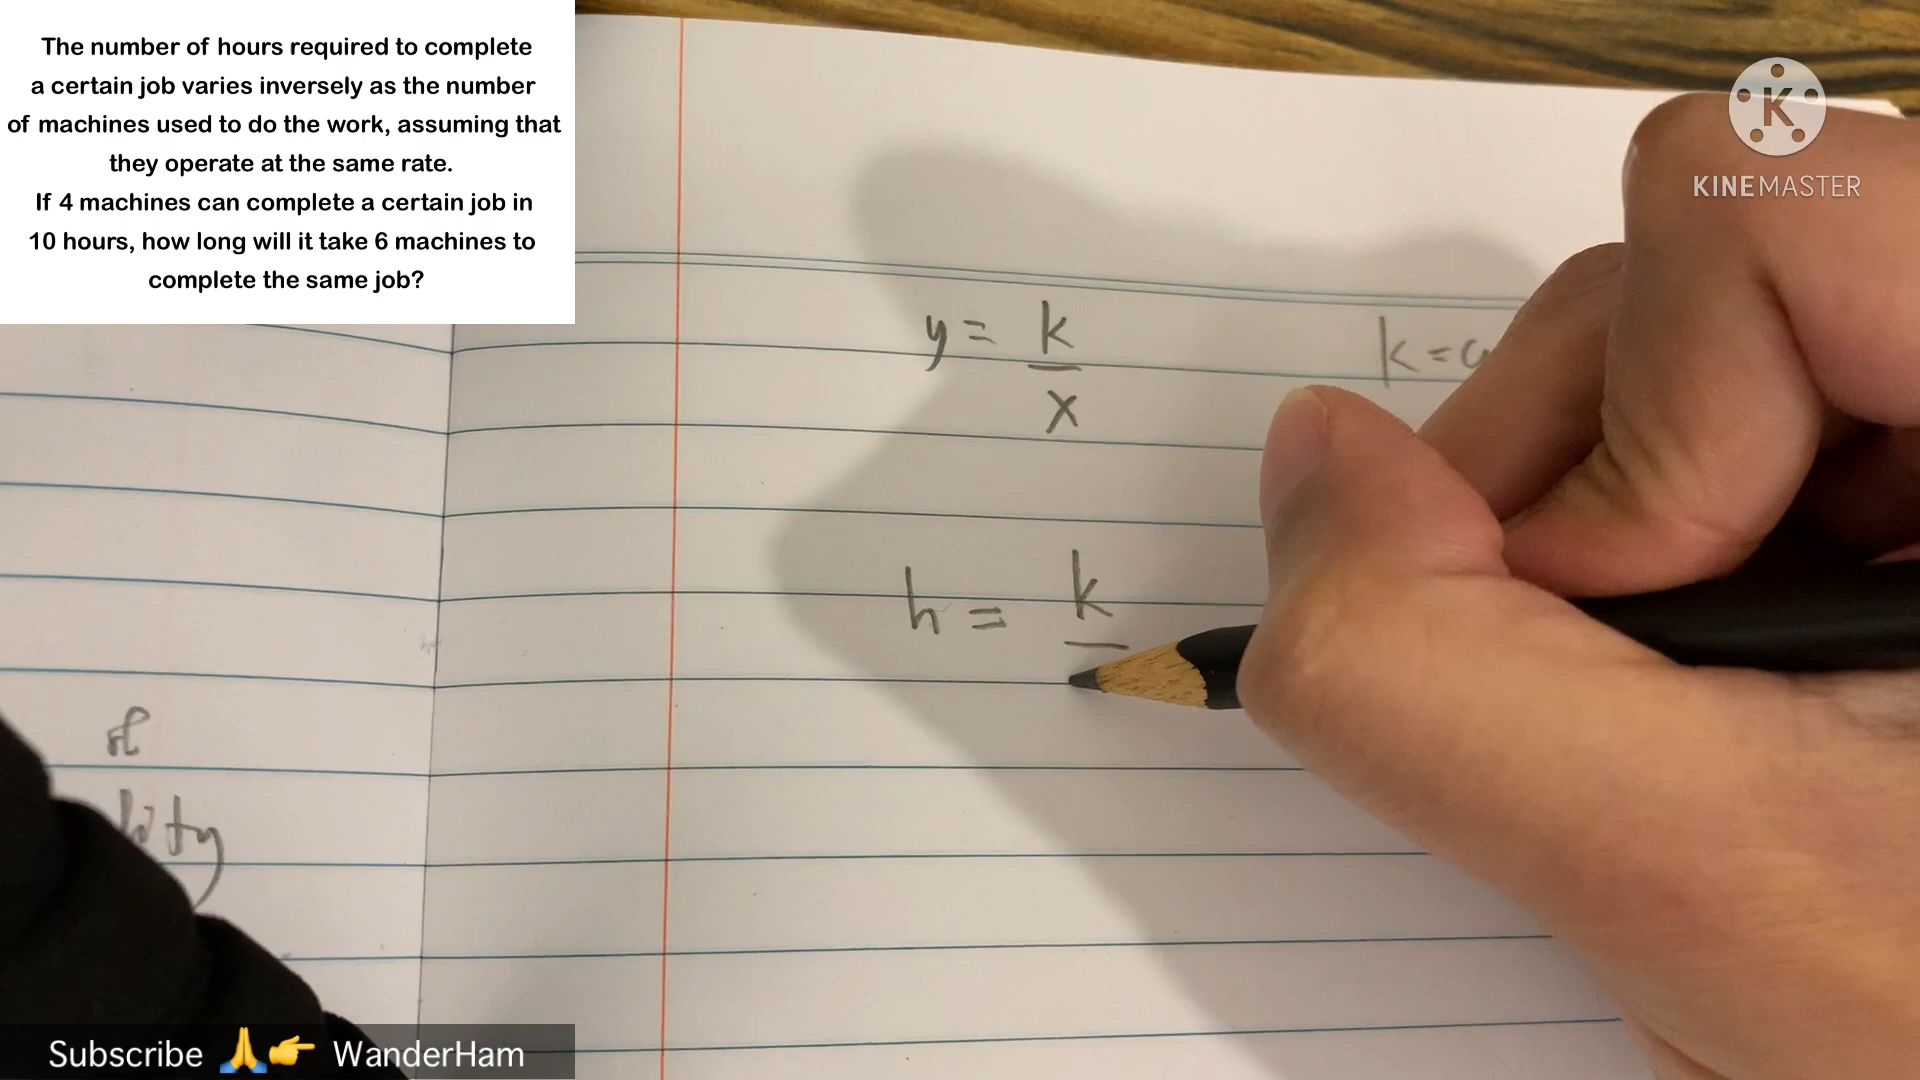 The number of hours required to complete
a certain job varies inversely as the number
of machines used to do the work, assuming that
they operate at the same rate.
If 4 machines can complete a certain job in
10 hours, how long will it take 6 machines to
complete the same job?
K
KINEMASTER
y = k
x
k =
h = k
Subscribe 🙏👉 WanderHam